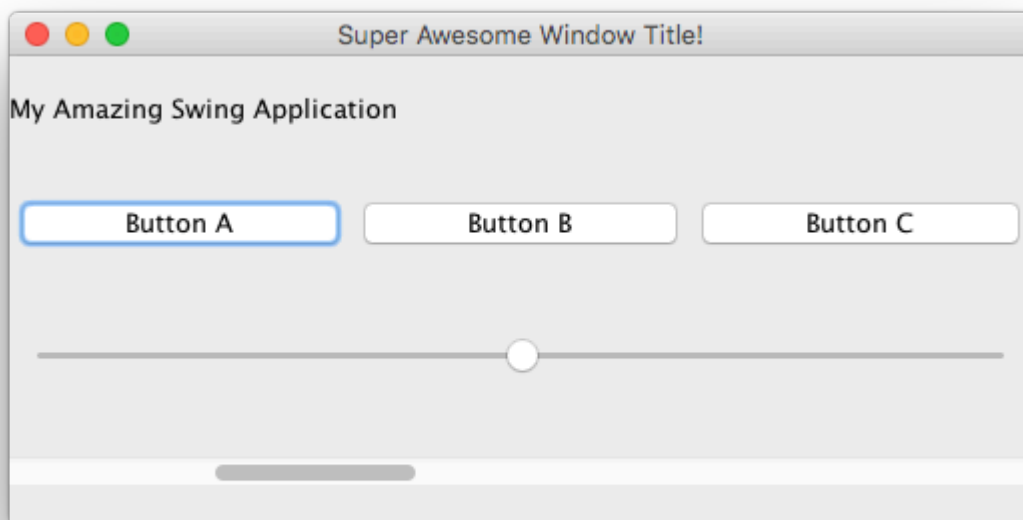 Super Awesome Window Title!
My Amazing Swing Application
Button A Button B Button C